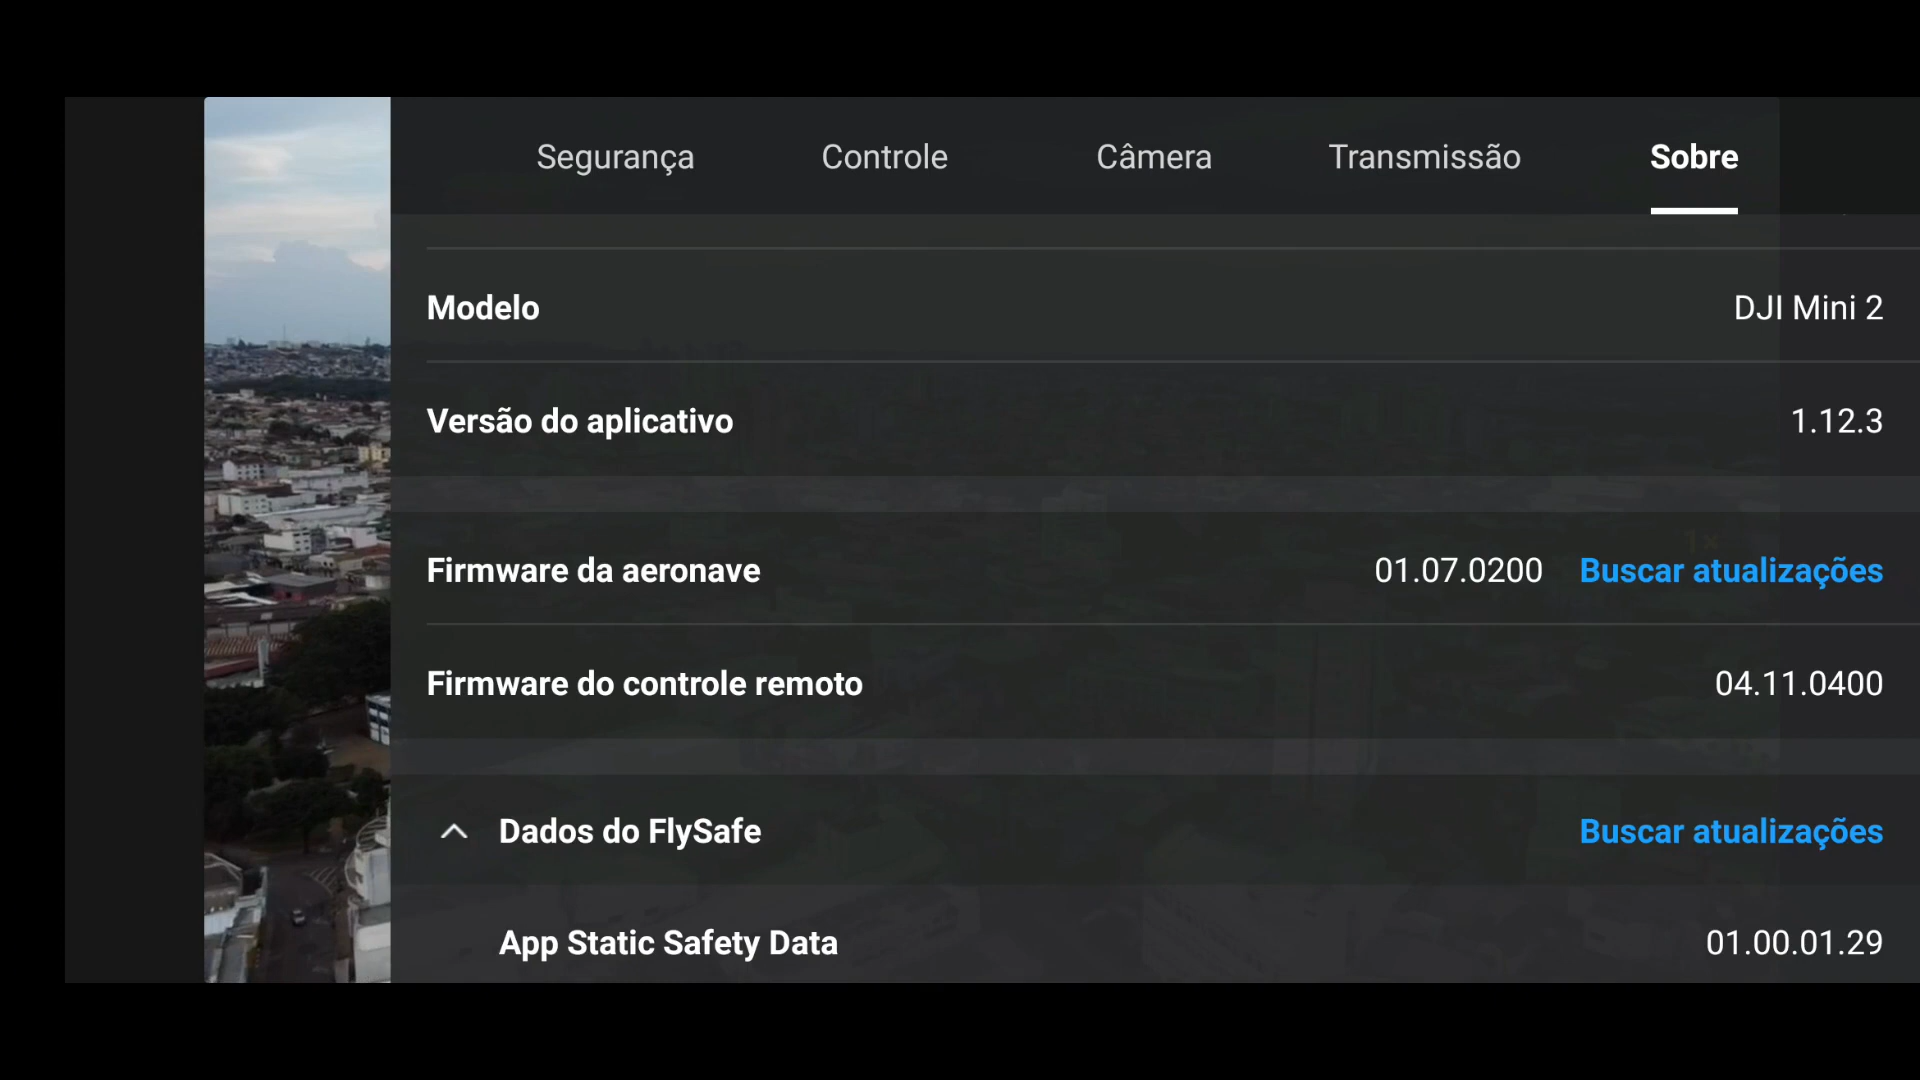 Segurança Controle Câmera Transmissão Sobre
Modelo DJI Mini 2
Versão do aplicativo 1.12.3
Firmware da aeronave 01.07.0200 Buscar atualizações
Firmware do controle remoto 04.11.0400
Dados do FlySafe Buscar atualizações
App Static Safety Data 01.00.01.29